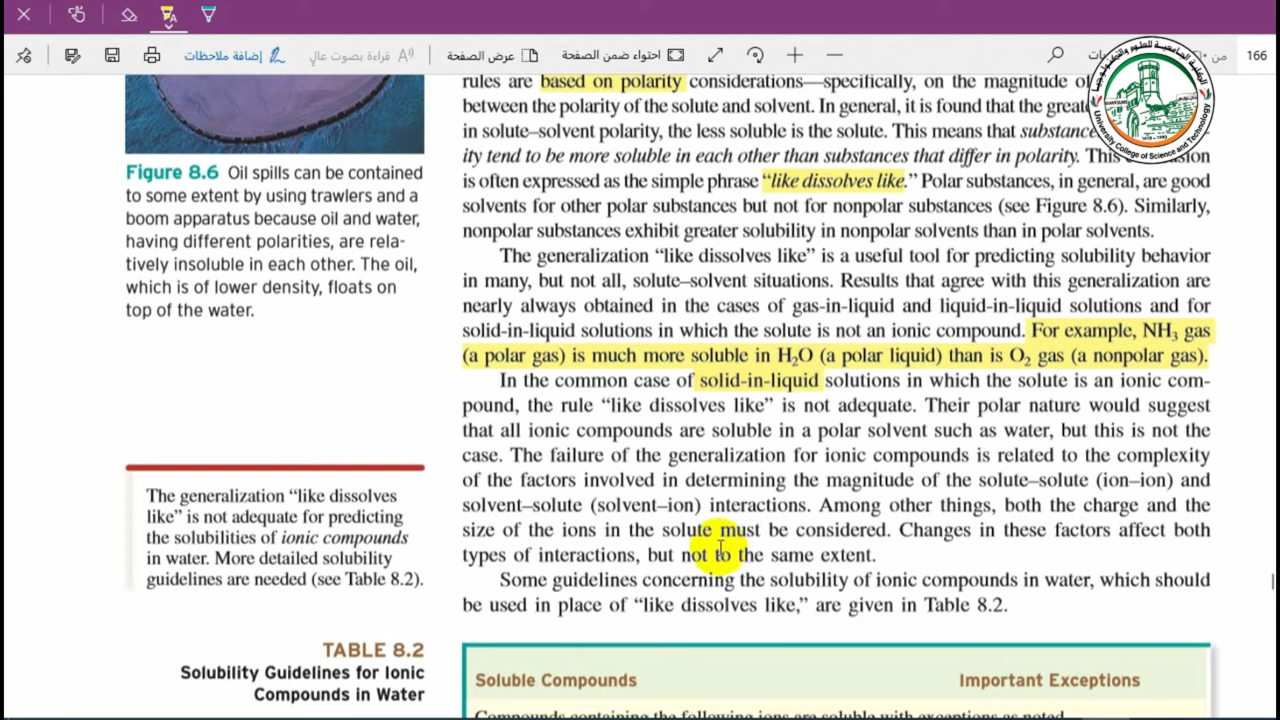 إضافة ملاحظات
قراءة بصوت عالٍ
عرض الصفحة
احتواء ضمن الصفحة
من
166
الكلية الجامعية للعلوم والتكنولوجيا
University College of Science and Technology
rules are based on polarity considerations—specifically, on the magnitude of
between the polarity of the solute and solvent. In general, it is found that the great
in solute–solvent polarity, the less soluble is the solute. This means that substance
ity tend to be more soluble in each other than substances that differ in polarity. This
is often expressed as the simple phrase “like dissolves like.” Polar substances, in general, are good
solvents for other polar substances but not for nonpolar substances (see Figure 8.6). Similarly,
nonpolar substances exhibit greater solubility in nonpolar solvents than in polar solvents.
The generalization “like dissolves like” is a useful tool for predicting solubility behavior
in many, but not all, solute–solvent situations. Results that agree with this generalization are
nearly always obtained in the cases of gas-in-liquid and liquid-in-liquid solutions and for
solid-in-liquid solutions in which the solute is not an ionic compound. For example, NH₃ gas
(a polar gas) is much more soluble in H₂O (a polar liquid) than is O₂ gas (a nonpolar gas).
In the common case of solid-in-liquid solutions in which the solute is an ionic com-
pound, the rule “like dissolves like” is not adequate. Their polar nature would suggest
that all ionic compounds are soluble in a polar solvent such as water, but this is not the
case. The failure of the generalization for ionic compounds is related to the complexity
of the factors involved in determining the magnitude of the solute–solute (ion–ion) and
solvent–solute (solvent–ion) interactions. Among other things, both the charge and the
size of the ions in the solute must be considered. Changes in these factors affect both
types of interactions, but not to the same extent.
Some guidelines concerning the solubility of ionic compounds in water, which should
be used in place of “like dissolves like,” are given in Table 8.2.
Figure 8.6 Oil spills can be contained
to some extent by using trawlers and a
boom apparatus because oil and water,
having different polarities, are rela-
tively insoluble in each other. The oil,
which is of lower density, floats on
top of the water.
The generalization “like dissolves
like” is not adequate for predicting
the solubilities of ionic compounds
in water. More detailed solubility
guidelines are needed (see Table 8.2).
TABLE 8.2
Solubility Guidelines for Ionic
Compounds in Water
Soluble Compounds
Important Exceptions
Compounds containing the following ions are soluble with exceptions as noted